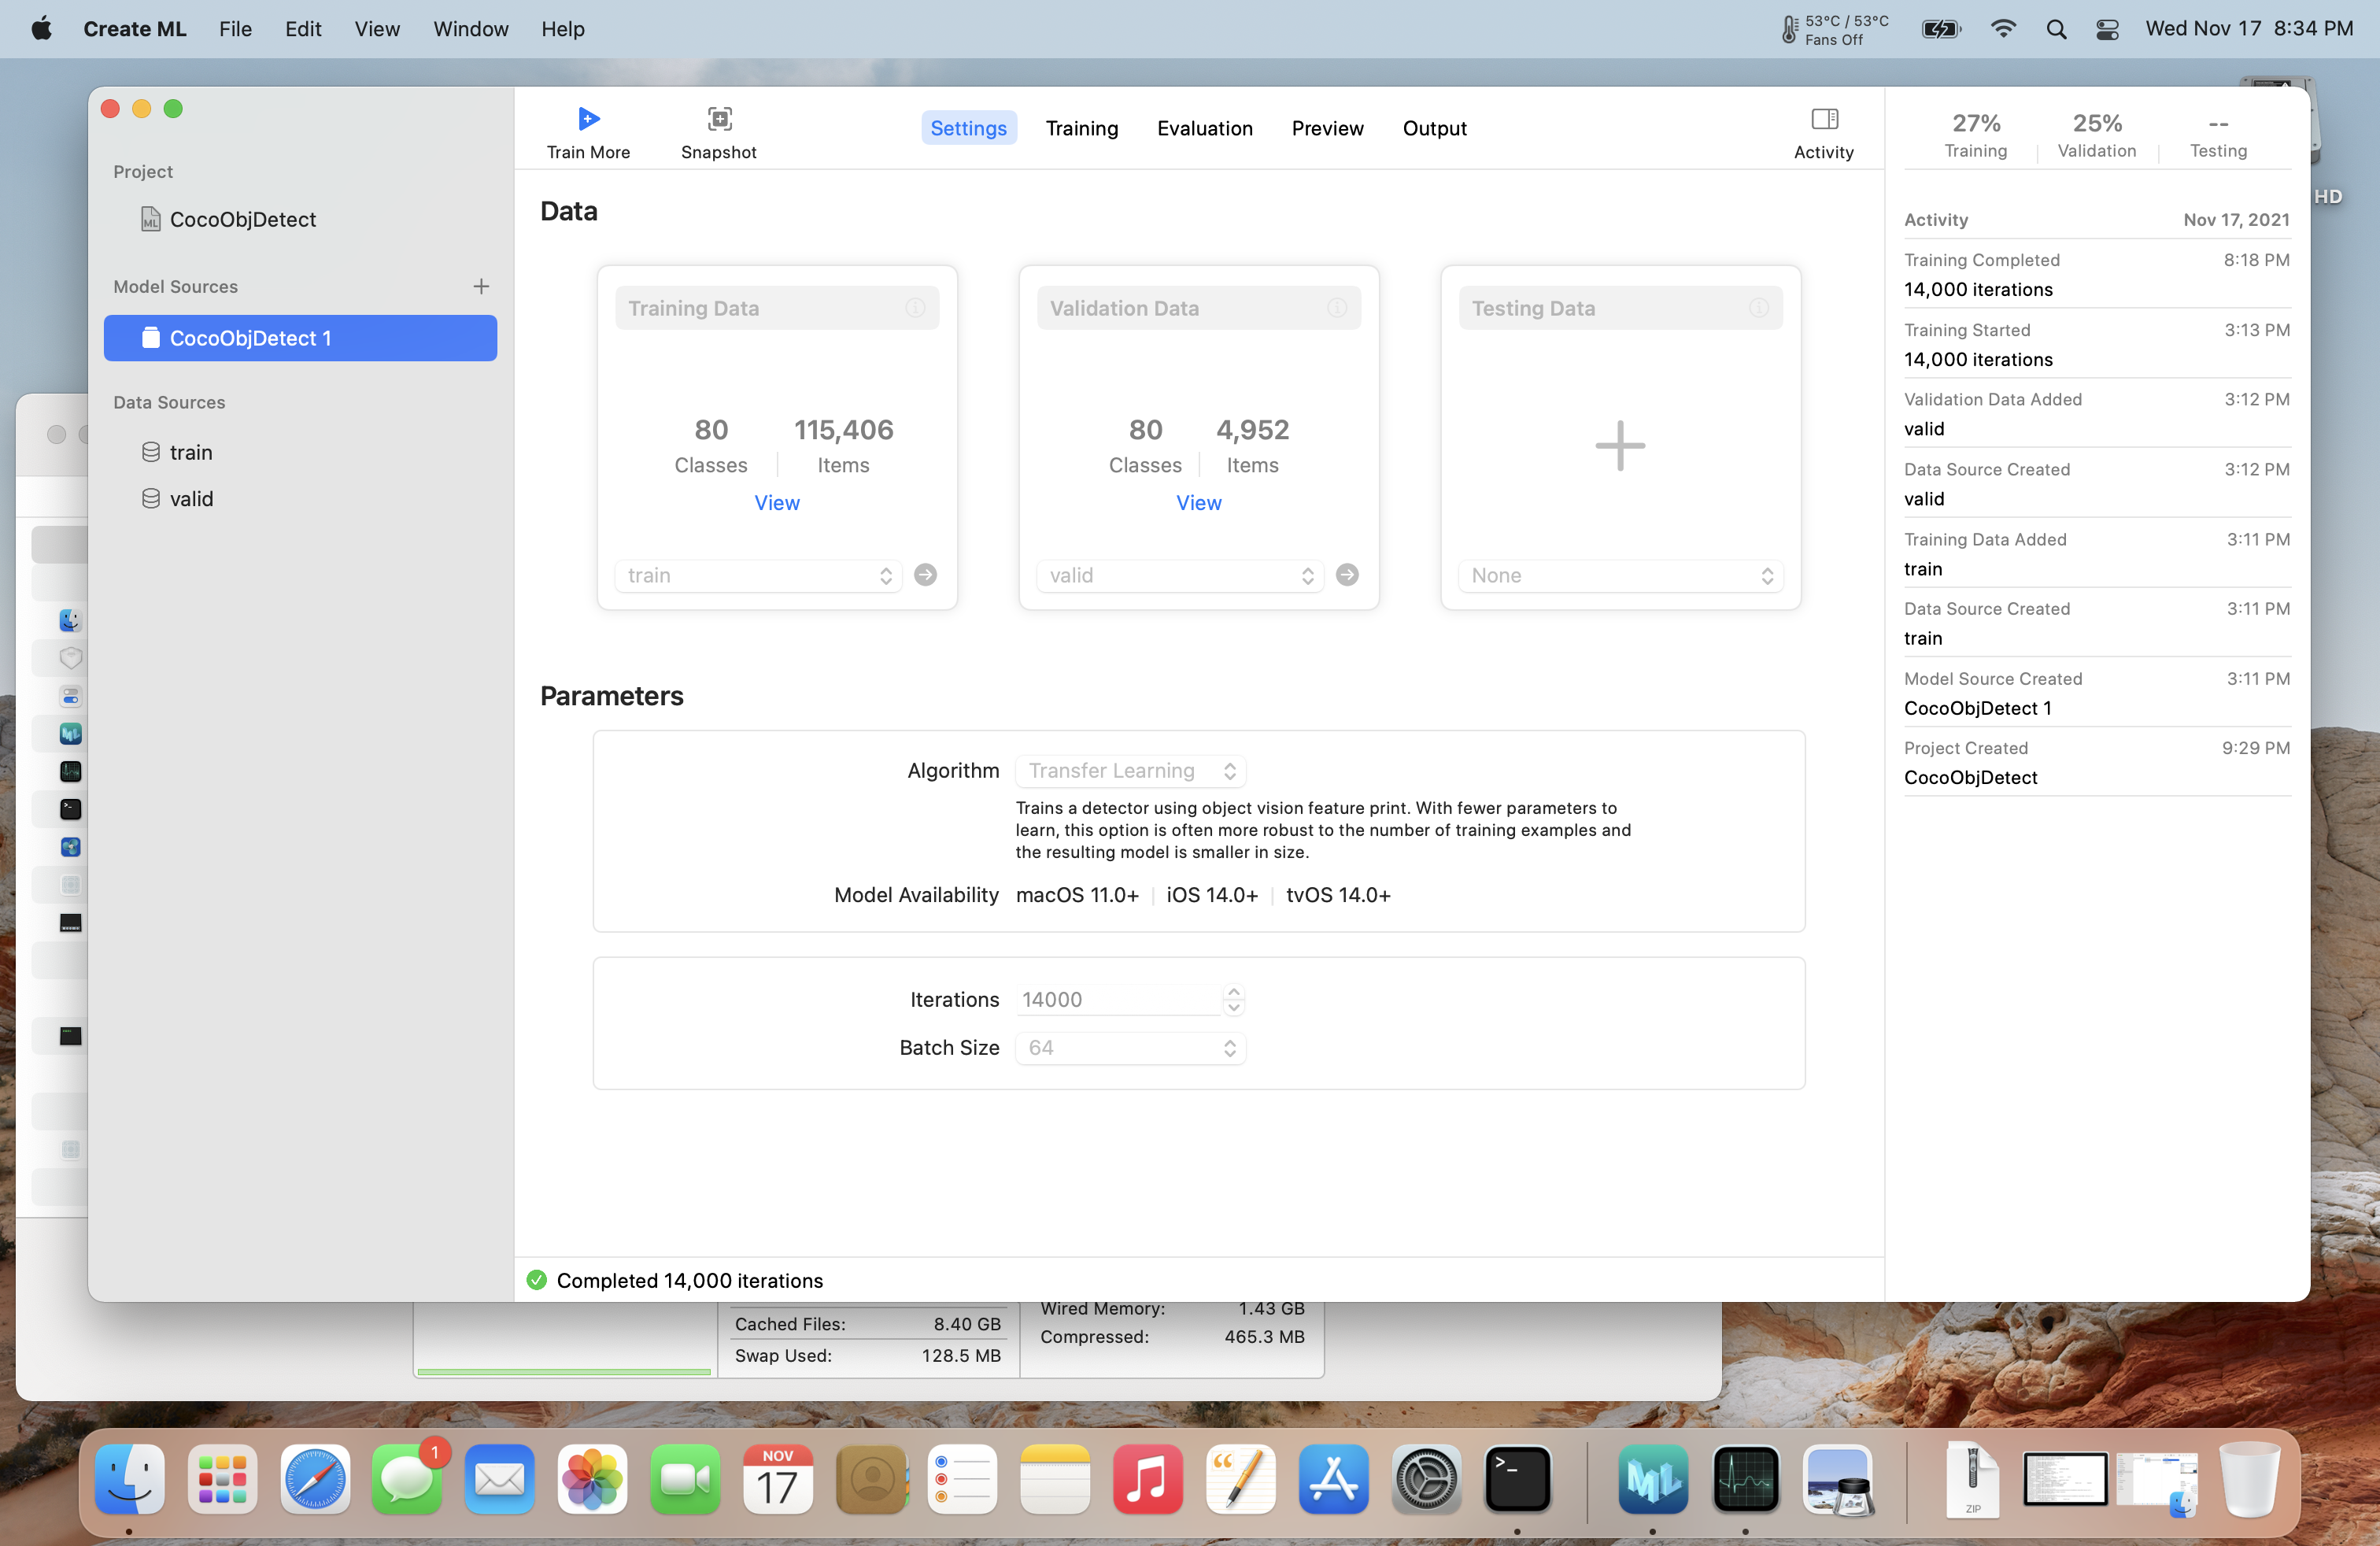 Create ML File Edit View Window Help
53°C / 53°C
Fans Off
Wed Nov 17 8:34 PM
HD
Project
CocoObjDetect
Model Sources
CocoObjDetect 1
Data Sources
train
valid
Train More
Snapshot
Settings Training Evaluation Preview Output
Activity
Data
Training Data
80 115,406
Classes Items
View
train
Validation Data
80 4,952
Classes Items
View
valid
Testing Data
None
Parameters
Algorithm Transfer Learning
Trains a detector using object vision feature print. With fewer parameters to
learn, this option is often more robust to the number of training examples and
the resulting model is smaller in size.
Model Availability macOS 11.0+ iOS 14.0+ tvOS 14.0+
Iterations 14000
Batch Size 64
Completed 14,000 iterations
27% 25% --
Training Validation Testing
Activity Nov 17, 2021
Training Completed 8:18 PM
14,000 iterations
Training Started 3:13 PM
14,000 iterations
Validation Data Added 3:12 PM
valid
Data Source Created 3:12 PM
valid
Training Data Added 3:11 PM
train
Data Source Created 3:11 PM
train
Model Source Created 3:11 PM
CocoObjDetect 1
Project Created 9:29 PM
CocoObjDetect
Cached Files: 8.40 GB
Swap Used: 128.5 MB
Wired Memory: 1.43 GB
Compressed: 465.3 MB
1
NOV
17
ML
ZIP